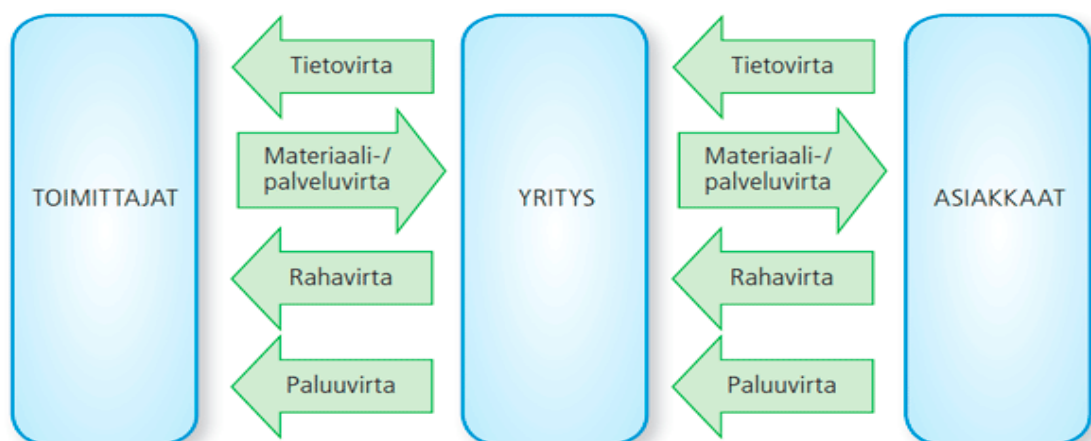 TOIMITTAJAT
Tietovirta
Materiaali-/
palveluvirta
Rahavirta
Paluuvirta
YRITYS
Tietovirta
Materiaali-/
palveluvirta
Rahavirta
Paluuvirta
ASIAKKAAT